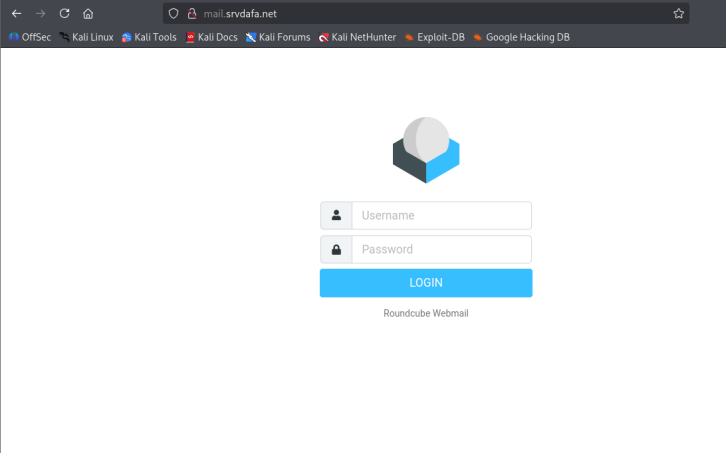 mail.srvdafa.net
OffSec Kali Linux Kali Tools Kali Docs Kali Forums Kali NetHunter Exploit-DB Google Hacking DB
Username
Password
LOGIN
Roundcube Webmail